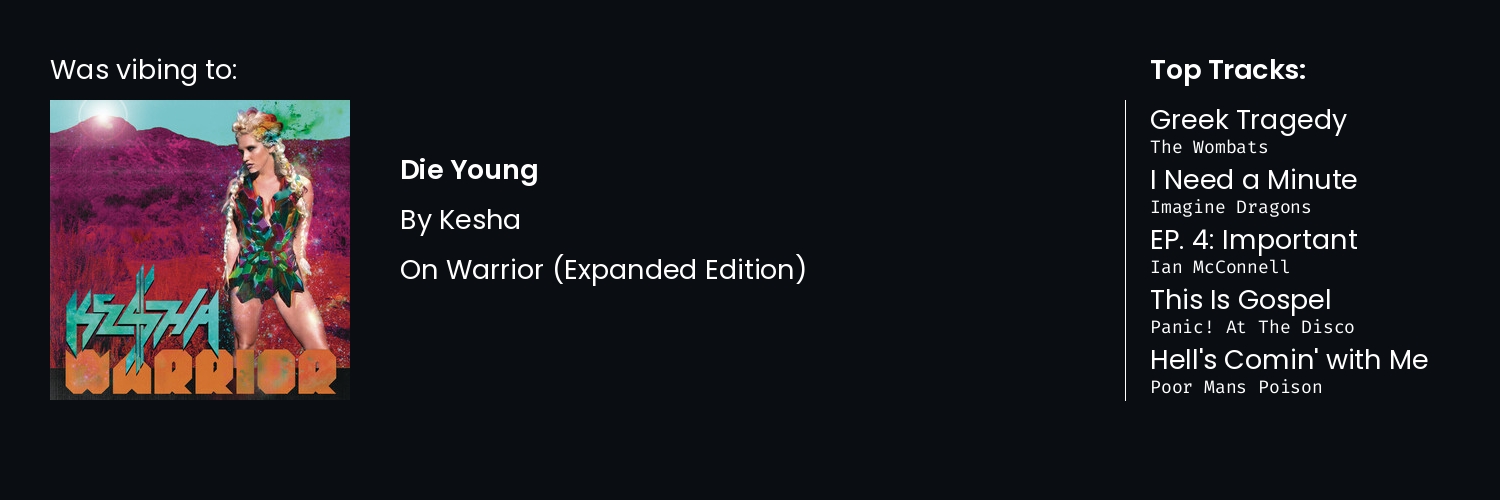 Was vibing to:
KE$HA
WARRIOR
Die Young
By Kesha
On Warrior (Expanded Edition)
Top Tracks:
Greek Tragedy
The Wombats
I Need a Minute
Imagine Dragons
EP. 4: Important
Ian McConnell
This Is Gospel
Panic! At The Disco
Hell's Comin' with Me
Poor Mans Poison